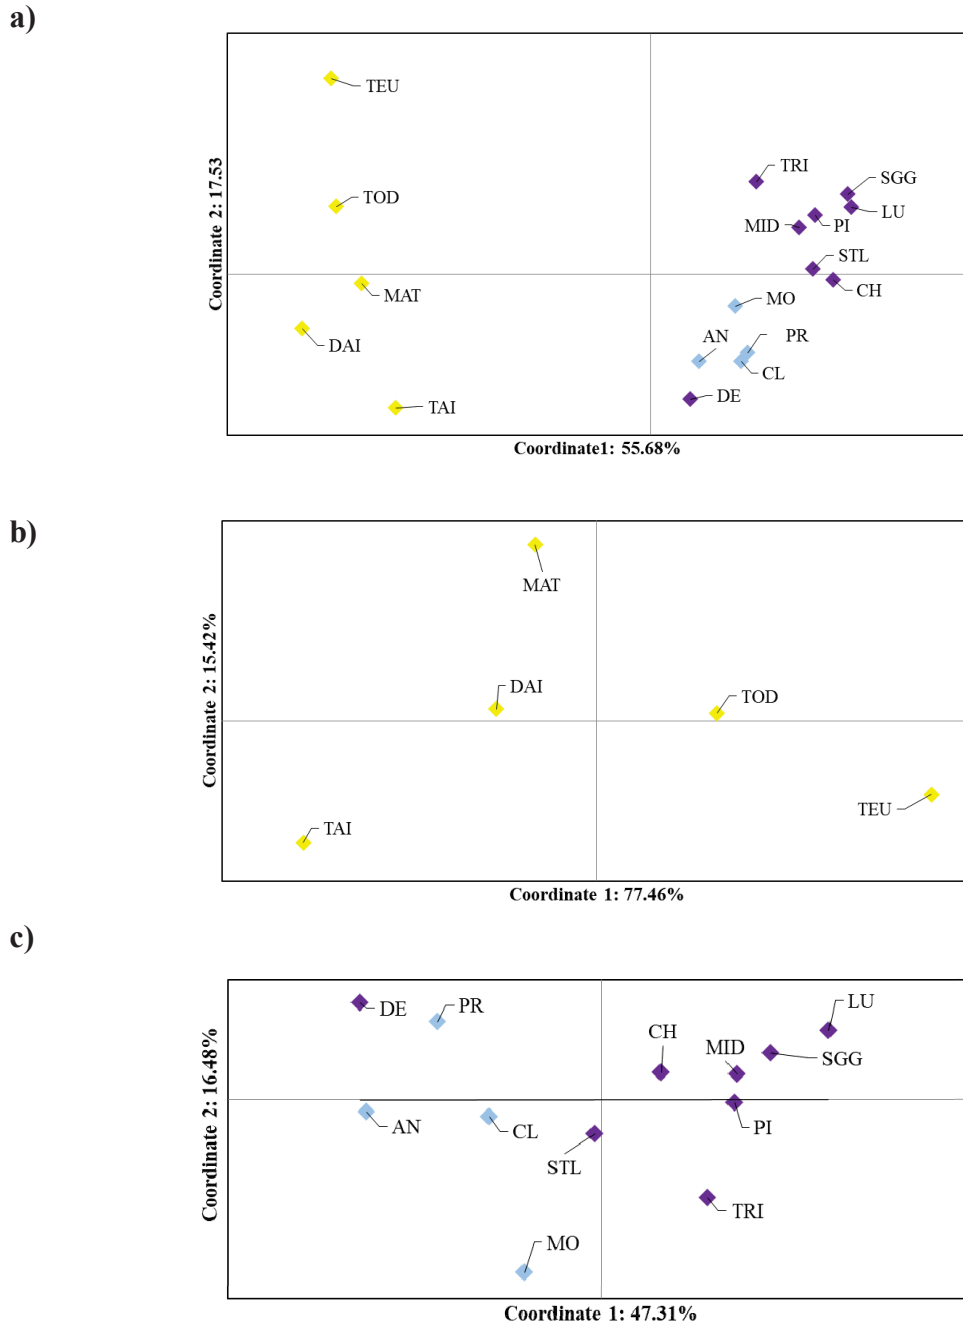 a)
TEU
TRI
SGG
TOD
LU
MID
PI
STL
CH
MAT
MO
DAI
AN
PR
CL
DE
TAI
Coordinate 2: 17.53
Coordinate1: 55.68%
b)
MAT
DAI
TOD
TEU
TAI
Coordinate 2: 15.42%
Coordinate 1: 77.46%
c)
DE
PR
LU
CH
MID
SGG
AN
CL
PI
STL
TRI
MO
Coordinate 2: 16.48%
Coordinate 1: 47.31%